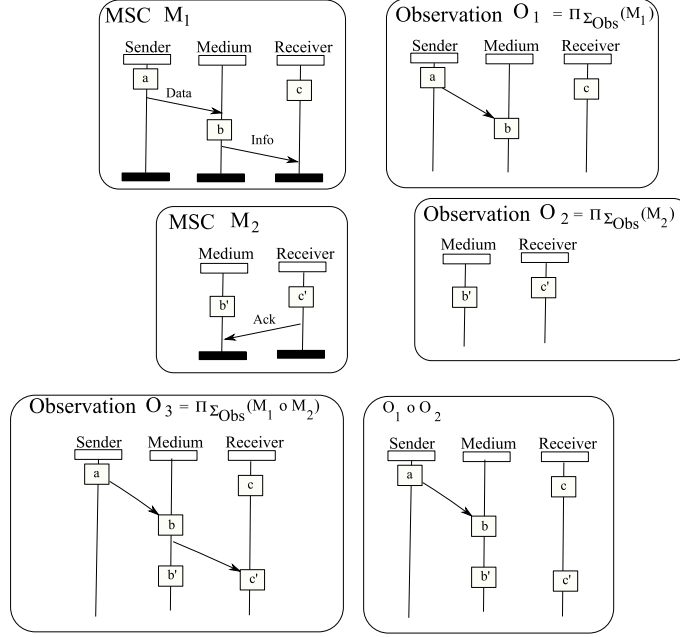 MSC M1
Sender Medium Receiver
a
c
Data
b
Info
Observation O1 = ΠΣObs(M1)
Sender Medium Receiver
a
c
b
MSC M2
Medium Receiver
b'
c'
Ack
Observation O2 = ΠΣObs(M2)
Medium Receiver
b'
c'
Observation O3 = ΠΣObs(M1 o M2)
Sender Medium Receiver
a
c
b
b'
c'
O1 o O2
Sender Medium Receiver
a
c
b
b'
c'